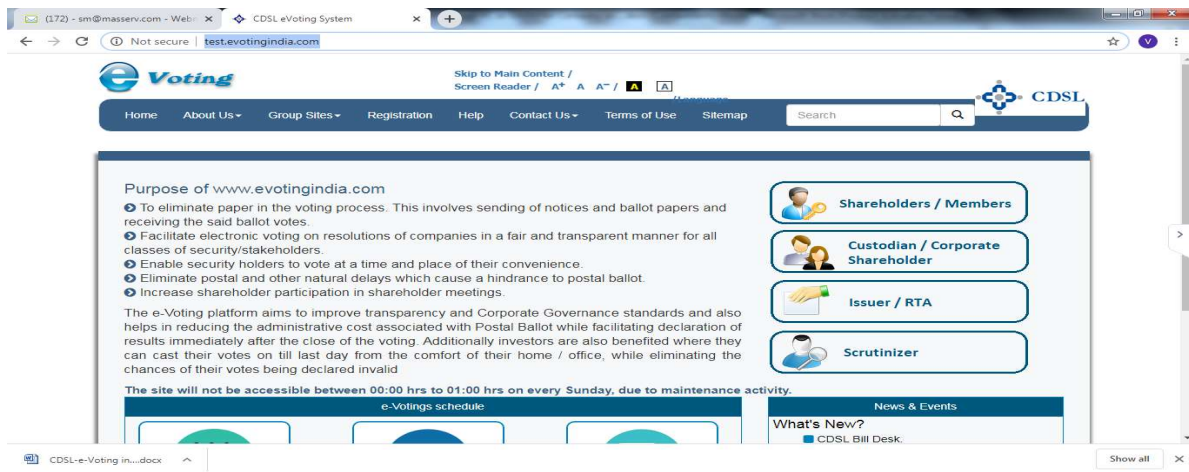 (172) - sm@masserv.com - Web
CDSL eVoting System
Not secure | test.evotingindia.com
V
e Voting
Skip to Main Content /
Screen Reader / A+ A A- / A A
CDSL
Home About Us Group Sites Registration Help Contact Us Terms of Use Sitemap Search
Purpose of www.evotingindia.com
To eliminate paper in the voting process. This involves sending of notices and ballot papers and
receiving the said ballot votes.
Facilitate electronic voting on resolutions of companies in a fair and transparent manner for all
classes of security/stakeholders.
Enable security holders to vote at a time and place of their convenience.
Eliminate postal and other natural delays which cause a hindrance to postal ballot.
Increase shareholder participation in shareholder meetings.
The e-Voting platform aims to improve transparency and Corporate Governance standards and also
helps in reducing the administrative cost associated with Postal Ballot while facilitating declaration of
results immediately after the close of the voting. Additionally investors are also benefited where they
can cast their votes on till last day from the comfort of their home / office, while eliminating the
chances of their votes being declared invalid
The site will not be accessible between 00:00 hrs to 01:00 hrs on every Sunday, due to maintenance activity.
Shareholders / Members
Custodian / Corporate
Shareholder
Issuer / RTA
Scrutinizer
e-Votings schedule
News & Events
What's New?
CDSL Bill Desk.
CDSL-e-Voting in....docx
Show all